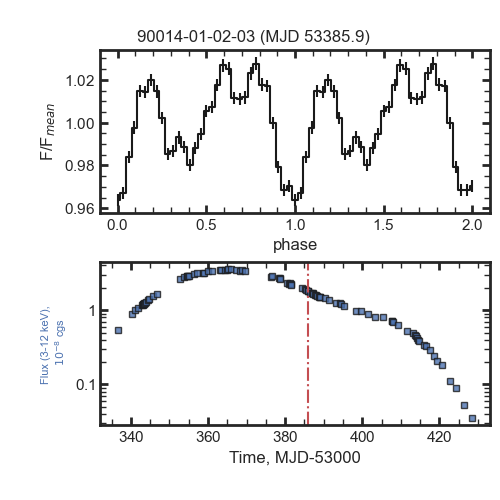 90014-01-02-03 (MJD 53385.9)
1.02
1.00
0.98
0.96
F/F_mean
0.0 0.5 1.0 1.5 2.0
phase
1
0.1
Flux (3-12 keV),
10⁻⁸ cgs
340 360 380 400 420
Time, MJD-53000